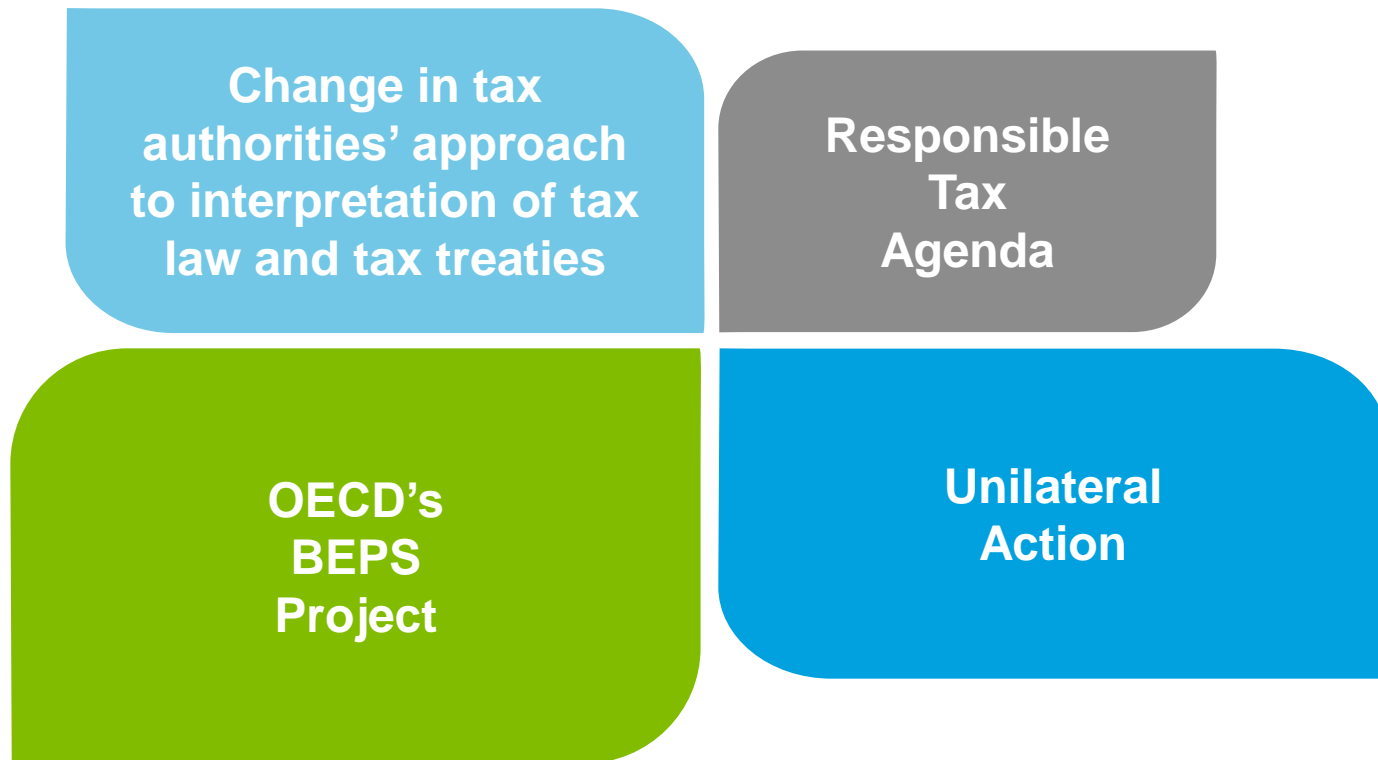 Change in tax
authorities’ approach
to interpretation of tax
law and tax treaties
Responsible
Tax
Agenda
OECD’s
BEPS
Project
Unilateral
Action